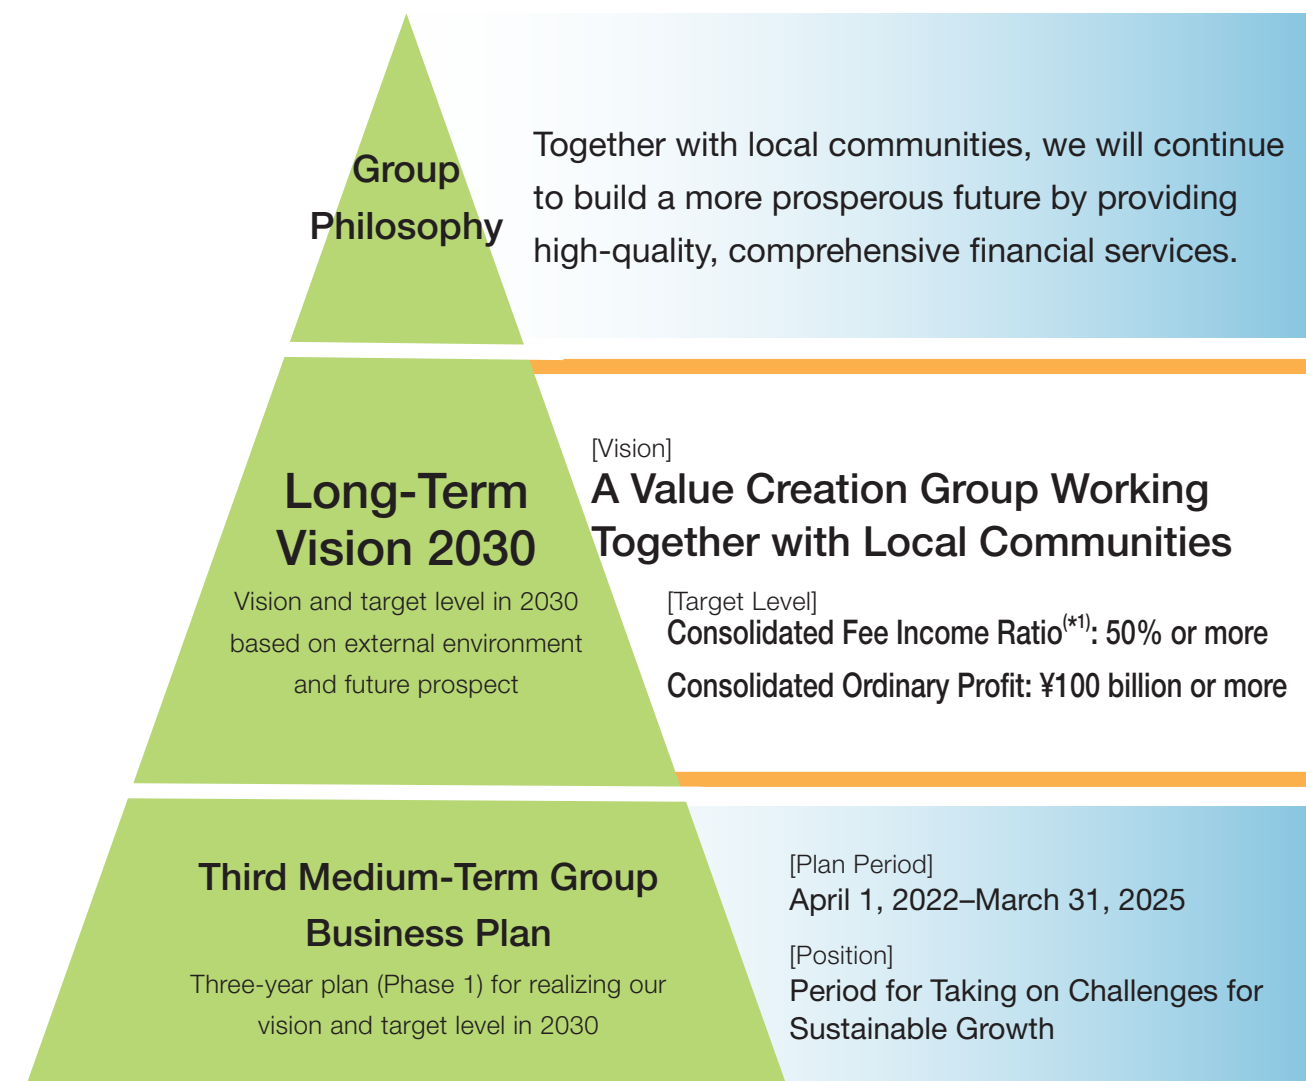 Group
Philosophy
Together with local communities, we will continue
to build a more prosperous future by providing
high-quality, comprehensive financial services.
Long-Term
Vision 2030
Vision and target level in 2030
based on external environment
and future prospect
[Vision]
A Value Creation Group Working
Together with Local Communities
[Target Level]
Consolidated Fee Income Ratio(*1): 50% or more
Consolidated Ordinary Profit: ¥100 billion or more
Third Medium-Term Group
Business Plan
Three-year plan (Phase 1) for realizing our
vision and target level in 2030
[Plan Period]
April 1, 2022–March 31, 2025
[Position]
Period for Taking on Challenges for
Sustainable Growth